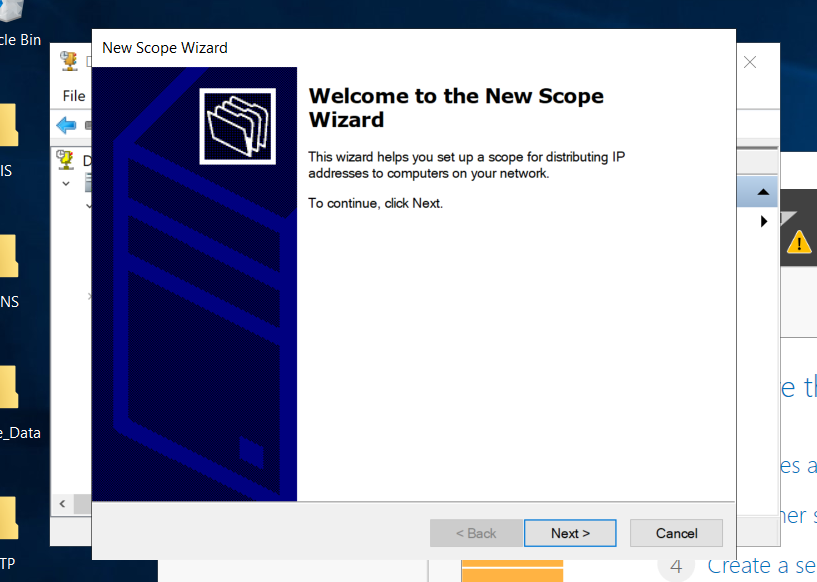 cle Bin
New Scope Wizard
File
IS
D
Welcome to the New Scope
Wizard
This wizard helps you set up a scope for distributing IP
addresses to computers on your network.
To continue, click Next.
NS
e th
e_Data
es a
ner s
< Back
Next >
Cancel
TP
4 Create a se